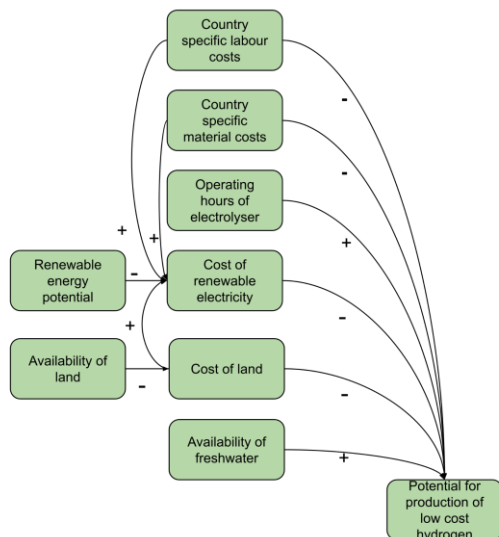 Country
specific labour
costs
-
Country
specific
material costs
-
Operating
hours of
electrolyser
+
+
+
Renewable
energy
potential
-
Cost of
renewable
electricity
-
+
Availability of
land
-
Cost of land
-
Availability of
freshwater
+
Potential for
production of
low cost
hydrogen